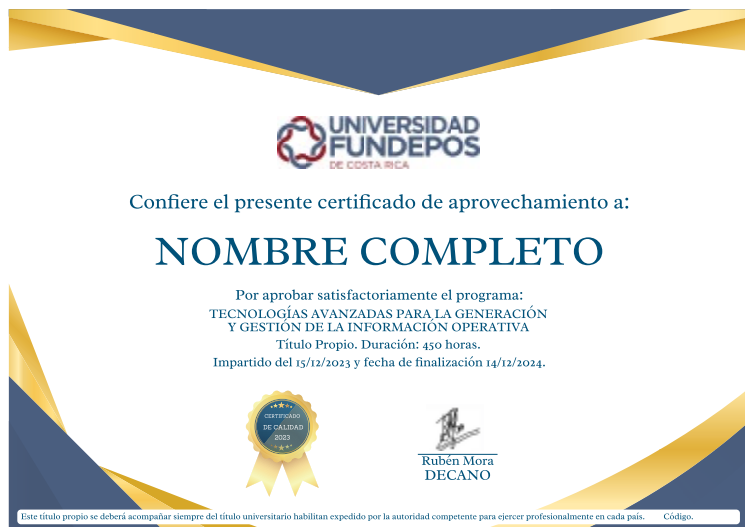 UNIVERSIDAD
FUNDEPOS
DE COSTA RICA
Confiere el presente certificado de aprovechamiento a:
NOMBRE COMPLETO
Por aprobar satisfactoriamente el programa:
TECNOLOGÍAS AVANZADAS PARA LA GENERACIÓN
Y GESTIÓN DE LA INFORMACIÓN OPERATIVA
Título Propio. Duración: 450 horas.
Impartido del 15/12/2023 y fecha de finalización 14/12/2024.
CERTIFICADO
DE CALIDAD
2023
Rubén Mora
DECANO
Este título propio se deberá acompañar siempre del título universitario habilitan expedido por la autoridad competente para ejercer profesionalmente en cada país. Código.